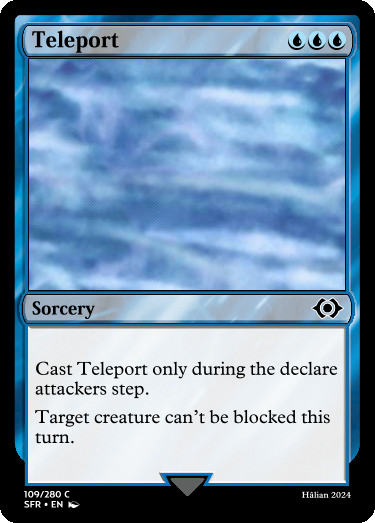 Teleport
Sorcery
Cast Teleport only during the declare
attackers step.
Target creature can't be blocked this
turn.
109/280 C
SFR • EN
Hålian 2024